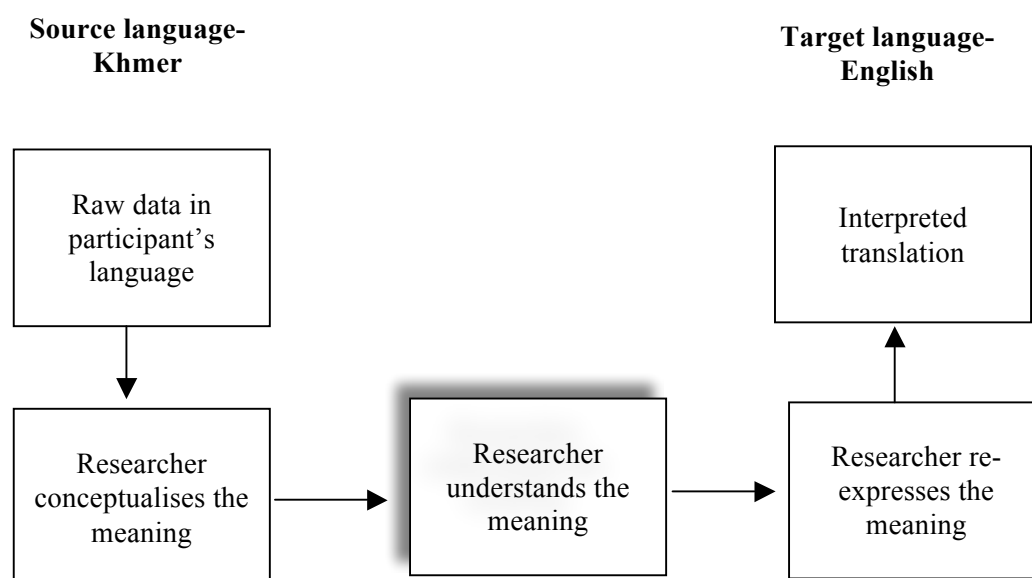 Source language-
Khmer
Target language-
English
Raw data in
participant’s
language
Interpreted
translation
Researcher
conceptualises the
meaning
Researcher
understands the
meaning
Researcher re-
expresses the
meaning